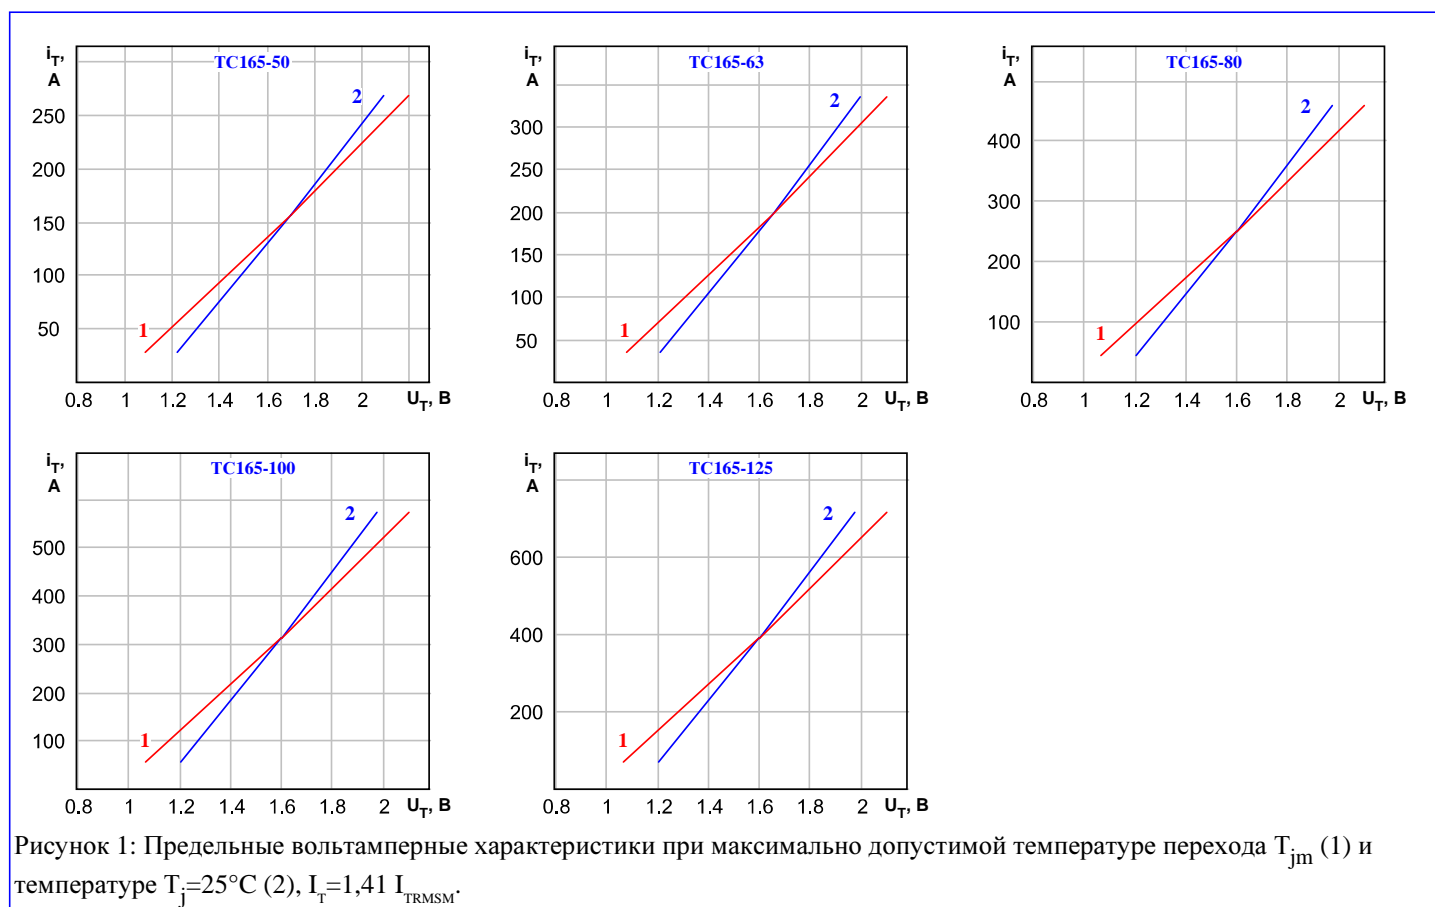 iT,
A
TC165-50
2
250
200
150
100
50
1
0.8 1 1.2 1.4 1.6 1.8 2 UT, В
iT,
A
TC165-63
2
300
250
200
150
100
50
1
0.8 1 1.2 1.4 1.6 1.8 2 UT, В
iT,
A
TC165-80
2
400
300
200
100
1
0.8 1 1.2 1.4 1.6 1.8 2 UT, В
iT,
A
TC165-100
2
500
400
300
200
100
1
0.8 1 1.2 1.4 1.6 1.8 2 UT, В
iT,
A
TC165-125
2
600
400
200
1
0.8 1 1.2 1.4 1.6 1.8 2 UT, В
Рисунок 1: Предельные вольтамперные характеристики при максимально допустимой температуре перехода Tjm (1) и
температуре Tj=25°C (2), IT=1,41 ITRMSM.